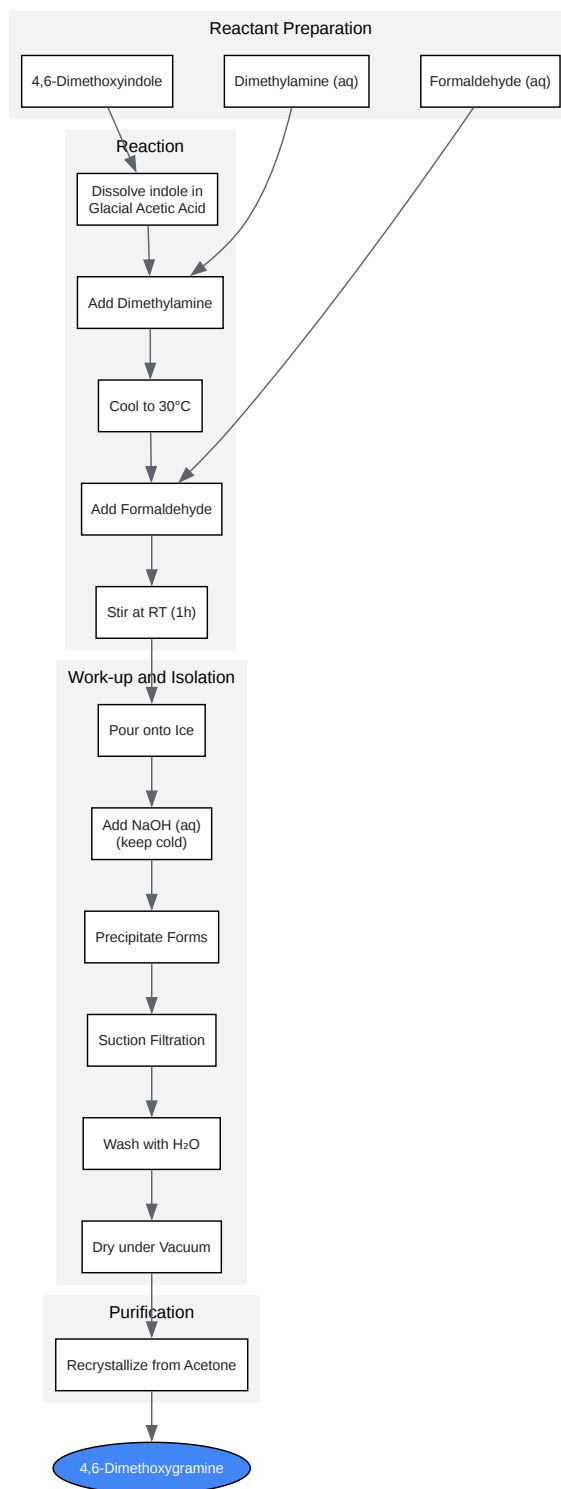 Reactant Preparation
4,6-Dimethoxyindole
Dimethylamine (aq)
Formaldehyde (aq)
Reaction
Dissolve indole in
Glacial Acetic Acid
Add Dimethylamine
Cool to 30°C
Add Formaldehyde
Stir at RT (1h)
Work-up and Isolation
Pour onto Ice
Add NaOH (aq)
(keep cold)
Precipitate Forms
Suction Filtration
Wash with H₂O
Dry under Vacuum
Purification
Recrystallize from Acetone
4,6-Dimethoxygramine